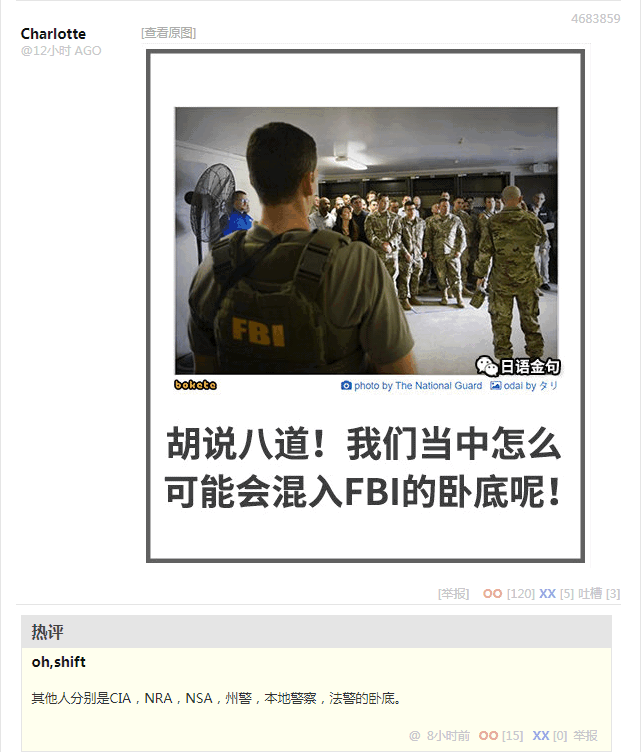 4683859
Charlotte
[查看原图]
@12小时 AGO
FBI
日语金句
bokete
photo by The National Guard odai by タリ
胡说八道！我们当中怎么
可能会混入FBI的卧底呢！
[举报] OO [120] XX [5] 吐槽 [3]
热评
oh,shift
其他人分别是CIA，NRA，NSA，州警，本地警察，法警的卧底。
@ 8小时前 OO [15] XX [0] 举报